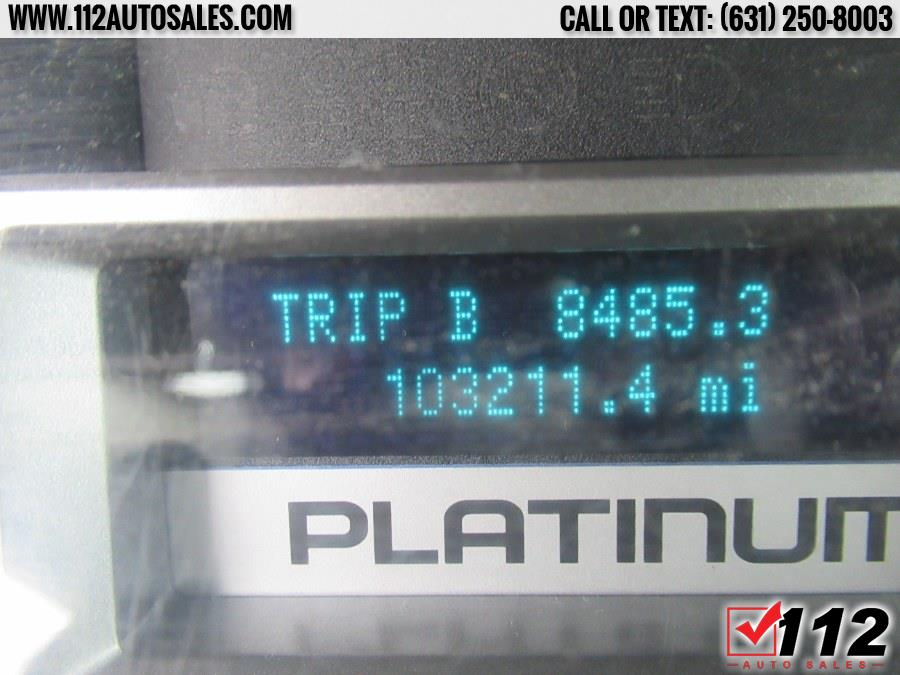 WWW.112AUTOSALES.COM
CALL OR TEXT: (631) 250-8003
TRIP B 8485.3
103211.4 mi
PLATINUM
112
AUTO SALES